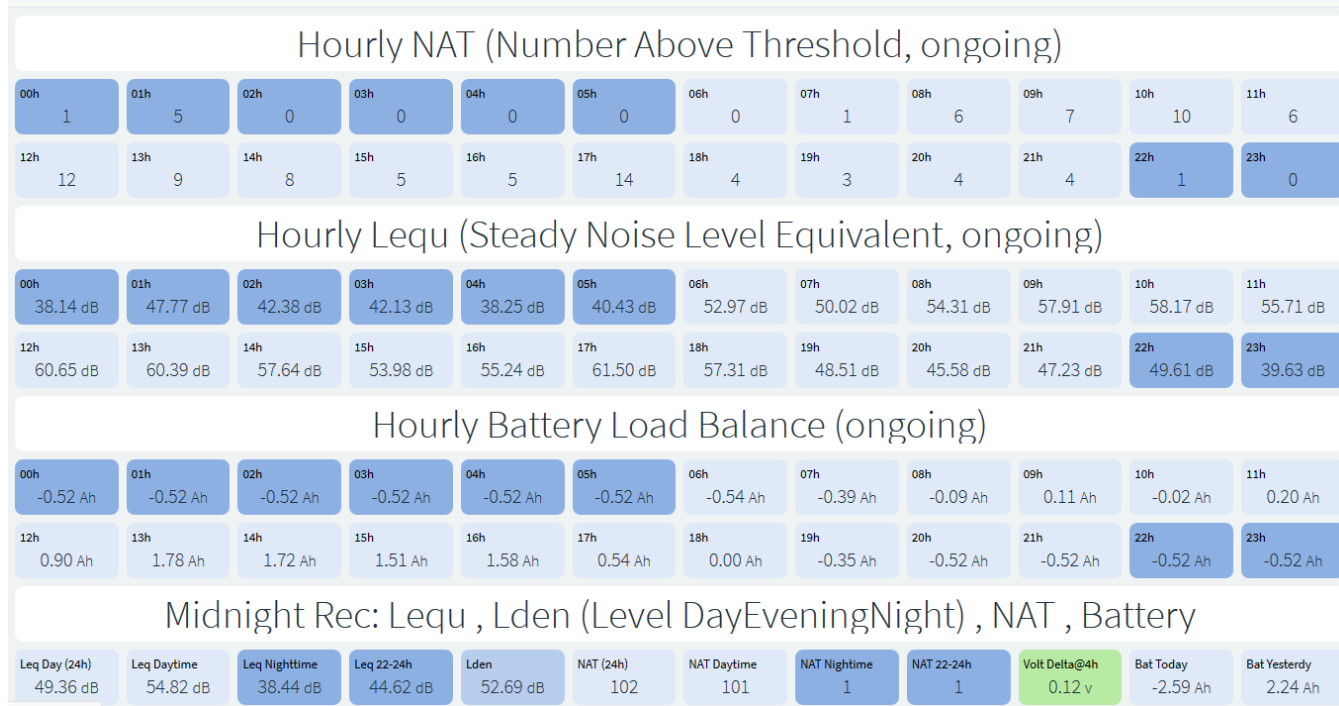 Hourly NAT (Number Above Threshold, ongoing)
00h 01h 02h 03h 04h 05h 06h 07h 08h 09h 10h 11h
1 5 0 0 0 0 0 1 6 7 10 6
12h 13h 14h 15h 16h 17h 18h 19h 20h 21h 22h 23h
12 9 8 5 5 14 4 3 4 4 1 0
Hourly Lequ (Steady Noise Level Equivalent, ongoing)
00h 01h 02h 03h 04h 05h 06h 07h 08h 09h 10h 11h
38.14 dB 47.77 dB 42.38 dB 42.13 dB 38.25 dB 40.43 dB 52.97 dB 50.02 dB 54.31 dB 57.91 dB 58.17 dB 55.71 dB
12h 13h 14h 15h 16h 17h 18h 19h 20h 21h 22h 23h
60.65 dB 60.39 dB 57.64 dB 53.98 dB 55.24 dB 61.50 dB 57.31 dB 48.51 dB 45.58 dB 47.23 dB 49.61 dB 39.63 dB
Hourly Battery Load Balance (ongoing)
00h 01h 02h 03h 04h 05h 06h 07h 08h 09h 10h 11h
-0.52 Ah -0.52 Ah -0.52 Ah -0.52 Ah -0.52 Ah -0.52 Ah -0.54 Ah -0.39 Ah -0.09 Ah 0.11 Ah -0.02 Ah 0.20 Ah
12h 13h 14h 15h 16h 17h 18h 19h 20h 21h 22h 23h
0.90 Ah 1.78 Ah 1.72 Ah 1.51 Ah 1.58 Ah 0.54 Ah 0.00 Ah -0.35 Ah -0.52 Ah -0.52 Ah -0.52 Ah -0.52 Ah
Midnight Rec: Lequ , Lden (Level DayEveningNight) , NAT , Battery
Leq Day (24h) Leq Daytime Leq Nighttime Leq 22-24h Lden NAT (24h) NAT Daytime NAT Nightime NAT 22-24h Volt Delta@4h Bat Today Bat Yesterdy
49.36 dB 54.82 dB 38.44 dB 44.62 dB 52.69 dB 102 101 1 1 0.12 v -2.59 Ah 2.24 Ah